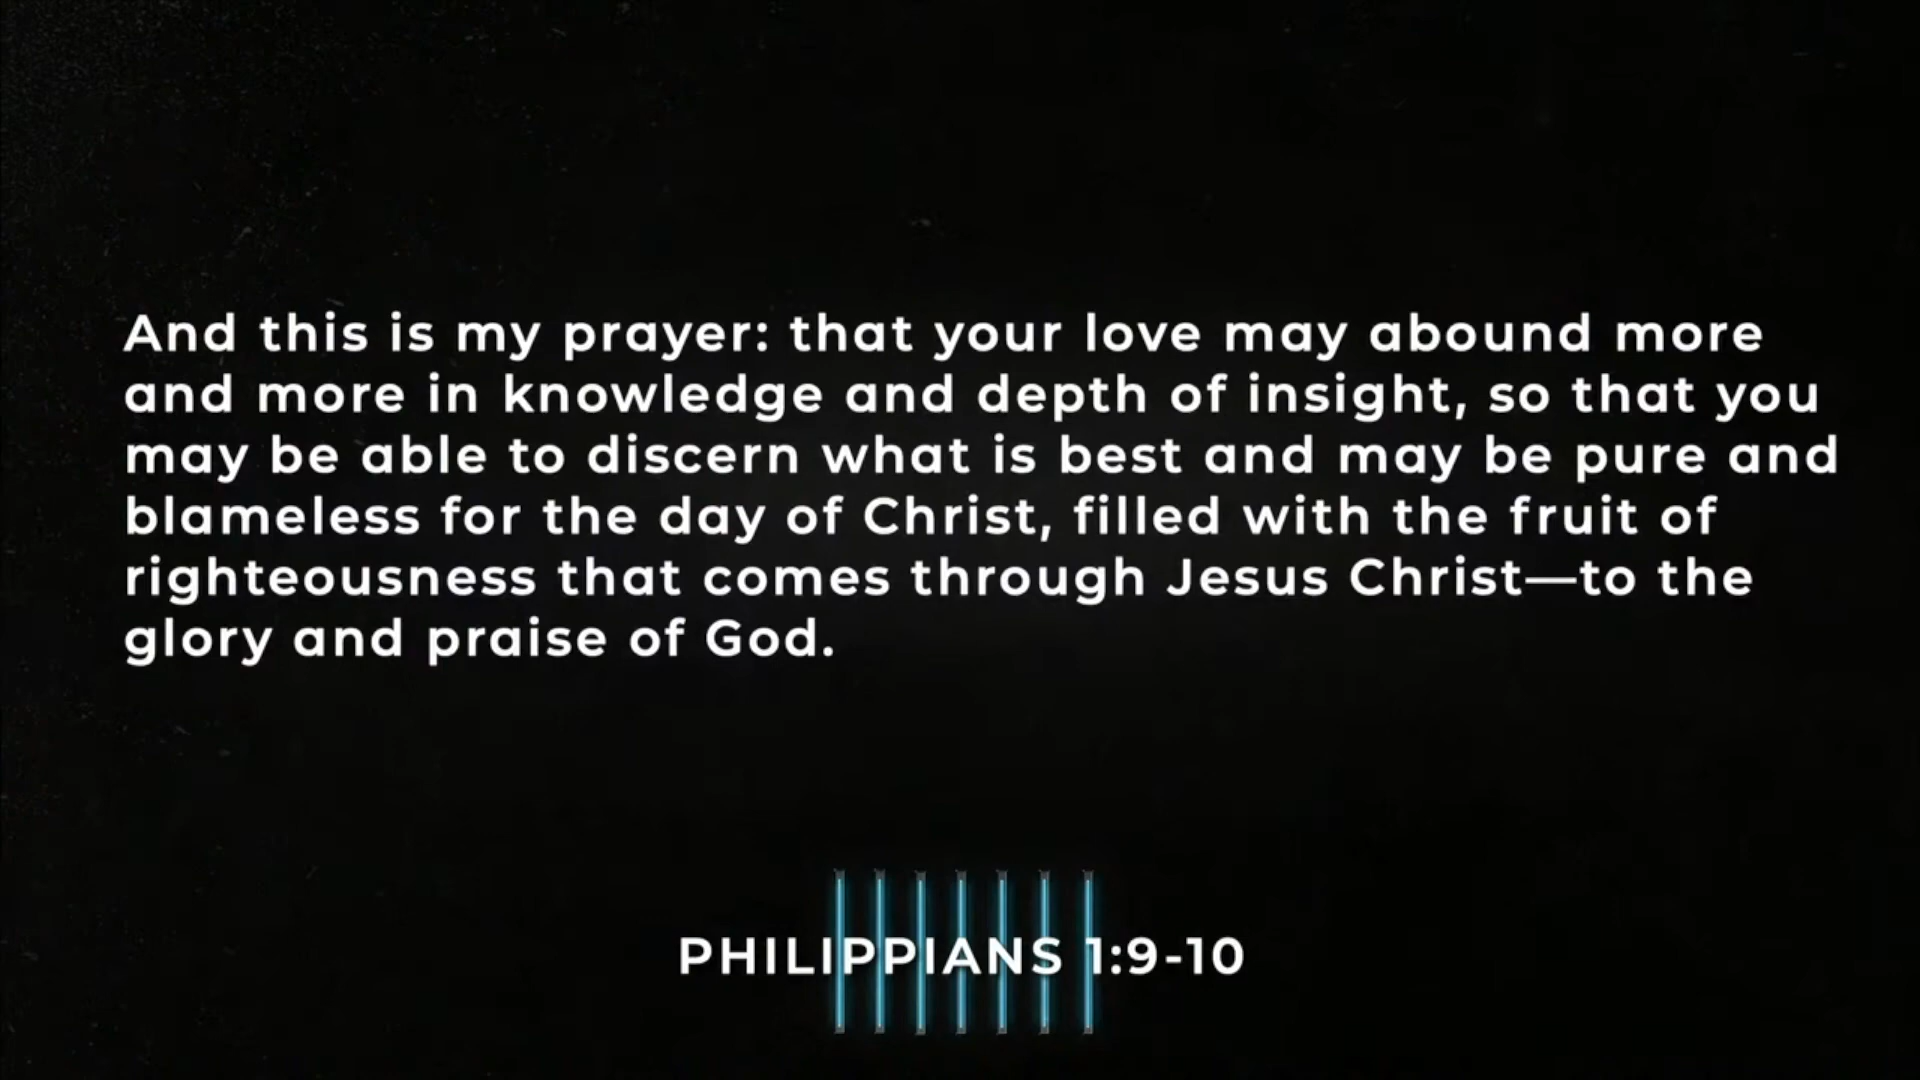 And this is my prayer: that your love may abound more
and more in knowledge and depth of insight, so that you
may be able to discern what is best and may be pure and
blameless for the day of Christ, filled with the fruit of
righteousness that comes through Jesus Christ—to the
glory and praise of God.
PHILIPPIANS 1:9-10